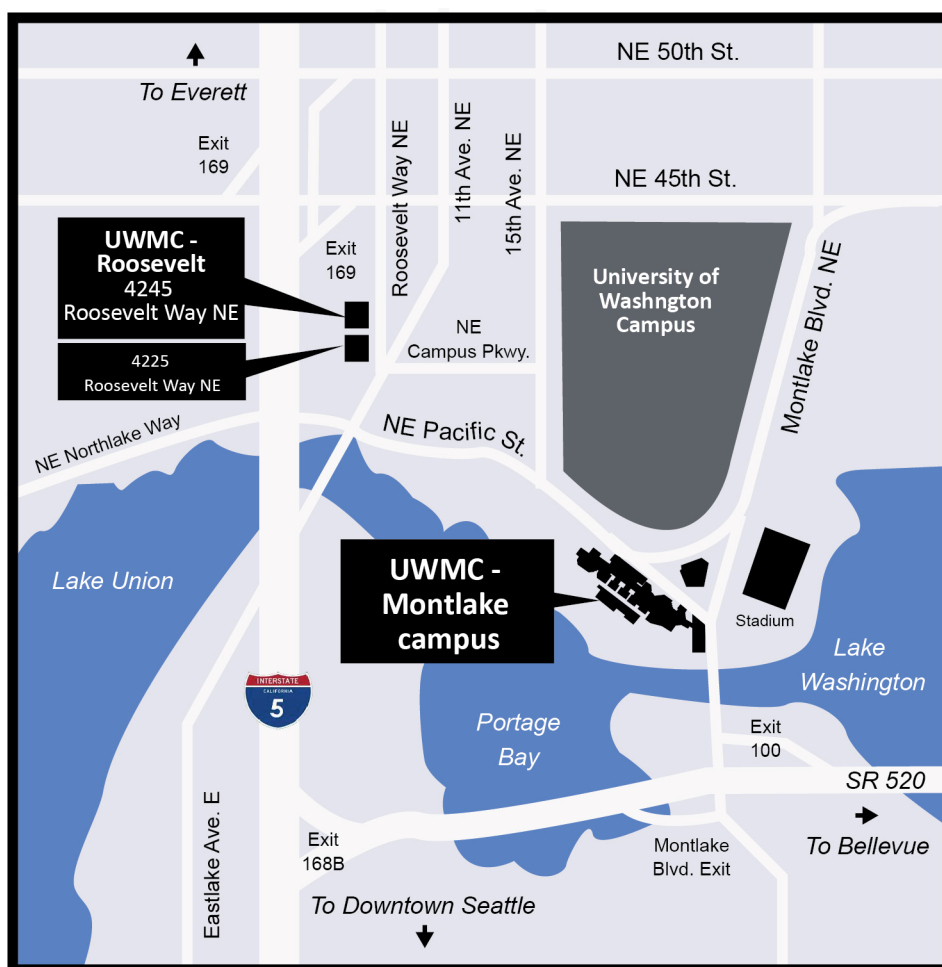 NE 50th St.
To Everett
Exit
169
Roosevelt Way NE
11th Ave. NE
15th Ave. NE
NE 45th St.
UWMC -
Roosevelt
4245
Roosevelt Way NE
Exit
169
4225
Roosevelt Way NE
NE
Campus Pkwy.
University of
Washngton
Campus
Montlake Blvd. NE
NE Northlake Way
NE Pacific St.
Lake Union
UWMC -
Montlake
campus
Stadium
Lake
Washington
INTERSTATE
CALIFORNIA
5
Portage
Bay
Exit
100
SR 520
To Bellevue
Eastlake Ave. E
Exit
168B
Montlake
Blvd. Exit
To Downtown Seattle